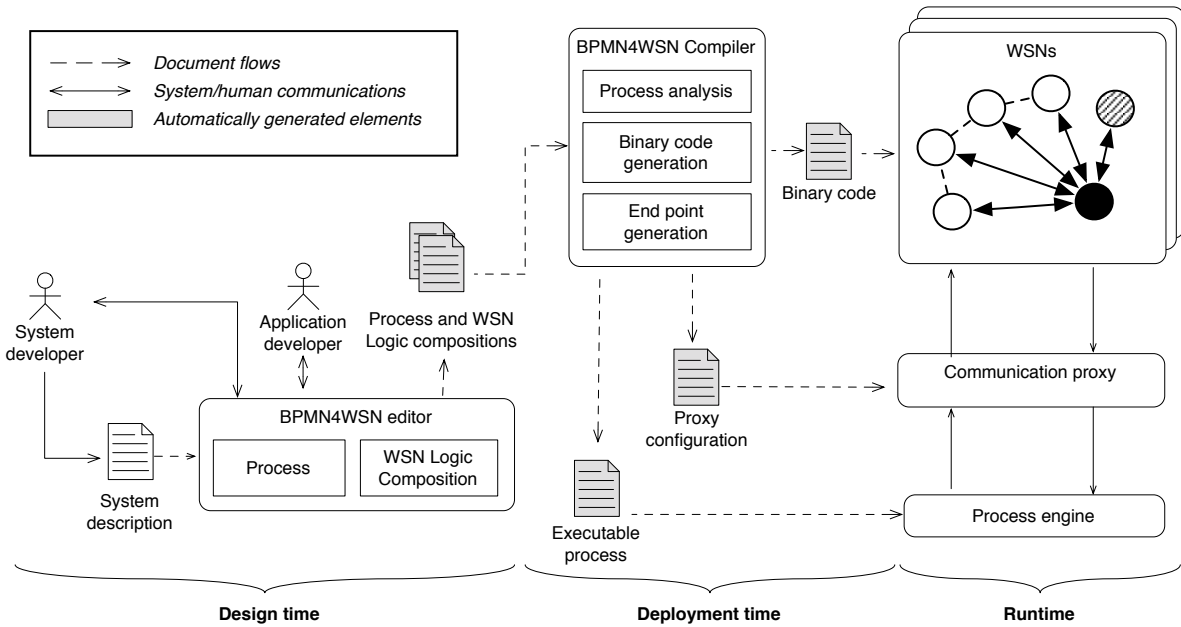 Document flows
System/human communications
Automatically generated elements
BPMN4WSN Compiler
Process analysis
Binary code
generation
End point
generation
Binary code
WSNs
System
developer
Application
developer
Process and WSN
Logic compositions
BPMN4WSN editor
Process
WSN Logic
Composition
System
description
Proxy
configuration
Executable
process
Communication proxy
Process engine
Design time
Deployment time
Runtime